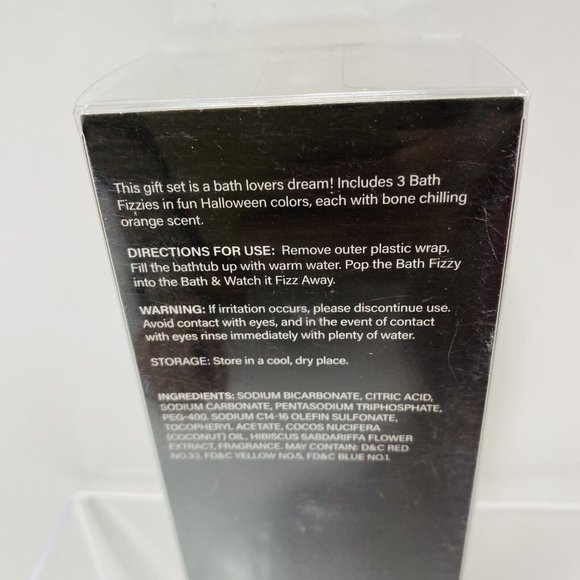 This gift set is a bath lovers dream! Includes 3 Bath
Fizzies in fun Halloween colors, each with bone chilling
orange scent.
DIRECTIONS FOR USE: Remove outer plastic wrap.
Fill the bathtub up with warm water. Pop the Bath Fizzy
into the Bath & Watch it Fizz Away.
WARNING: If irritation occurs, please discontinue use.
Avoid contact with eyes, and in the event of contact
with eyes rinse immediately with plenty of water.
STORAGE: Store in a cool, dry place.
INGREDIENTS: SODIUM BICARBONATE, CITRIC ACID,
SODIUM CARBONATE, PENTASODIUM TRIPHOSPHATE,
PEG-400, SODIUM C14-16 OLEFIN SULFONATE,
TOCOPHERYL ACETATE, COCOS NUCIFERA
(COCONUT) OIL, HIBISCUS SABDARIFFA FLOWER
EXTRACT, FRAGRANCE. MAY CONTAIN: D&C RED
NO.33, FD&C YELLOW NO.5, FD&C BLUE NO.1.